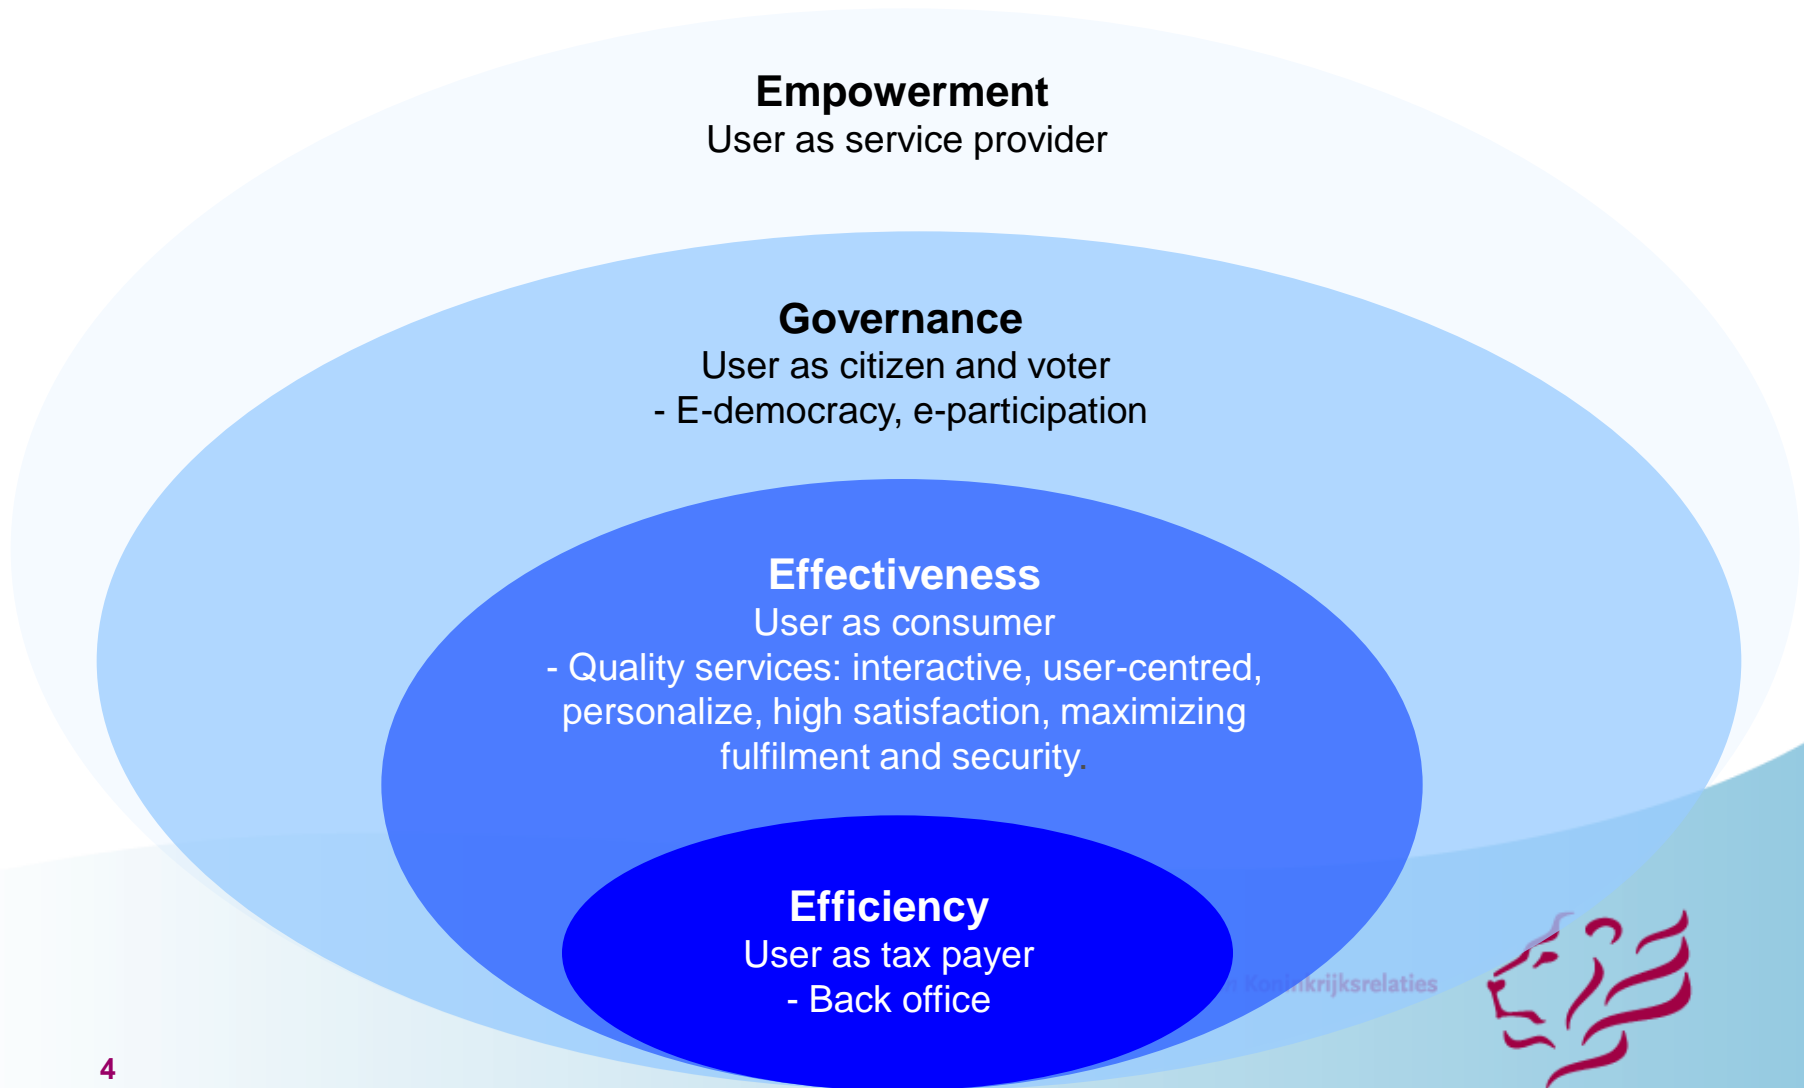 Empowerment
User as service provider
Governance
User as citizen and voter
- E-democracy, e-participation
Effectiveness
User as consumer
- Quality services: interactive, user-centred,
personalize, high satisfaction, maximizing
fulfilment and security.
Efficiency
User as tax payer
- Back office
Koninkrijksrelaties
4